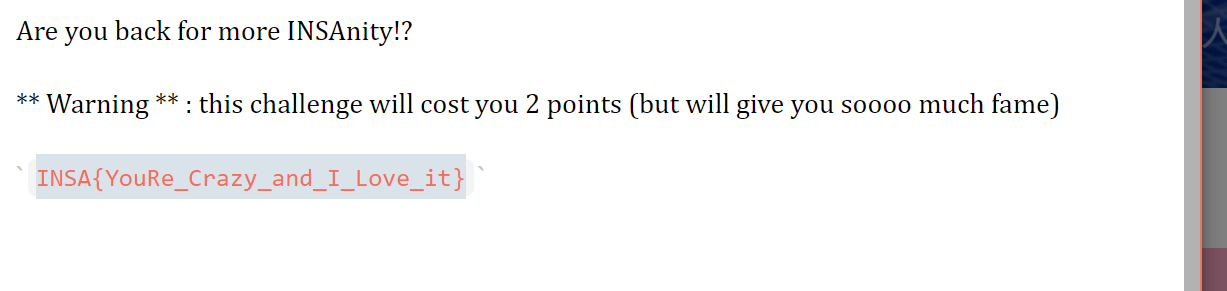 Are you back for more INSAnity!?
** Warning ** : this challenge will cost you 2 points (but will give you soooo much fame)
` INSA{YouRe_Crazy_and_I_Love_it} `
人